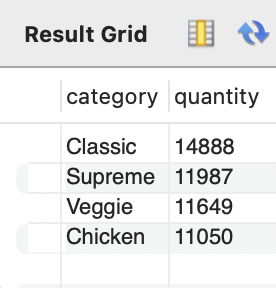 Result Grid
category quantity
Classic 14888
Supreme 11987
Veggie 11649
Chicken 11050